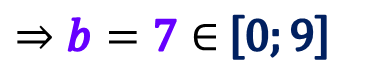 ⇒ b = 7 ∈ [0; 9]